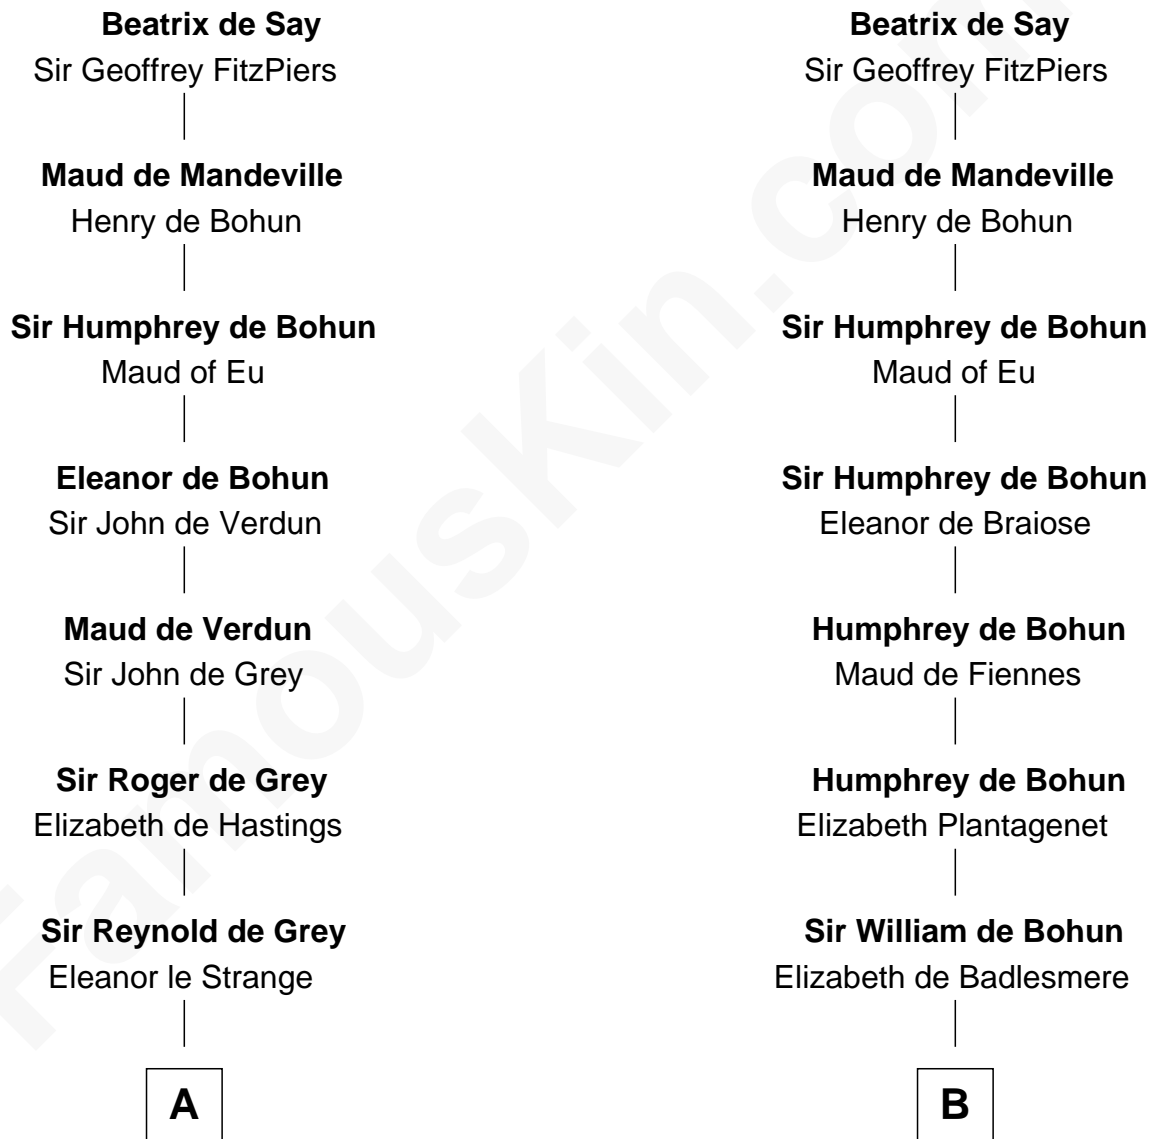 Beatrix de Say
Sir Geoffrey FitzPiers
Maud de Mandeville
Henry de Bohun
Sir Humphrey de Bohun
Maud of Eu
Eleanor de Bohun
Sir John de Verdun
Maud de Verdun
Sir John de Grey
Sir Roger de Grey
Elizabeth de Hastings
Sir Reynold de Grey
Eleanor le Strange
A
Beatrix de Say
Sir Geoffrey FitzPiers
Maud de Mandeville
Henry de Bohun
Sir Humphrey de Bohun
Maud of Eu
Sir Humphrey de Bohun
Eleanor de Braiose
Humphrey de Bohun
Maud de Fiennes
Humphrey de Bohun
Elizabeth Plantagenet
Sir William de Bohun
Elizabeth de Badlesmere
B
FamousKin.com